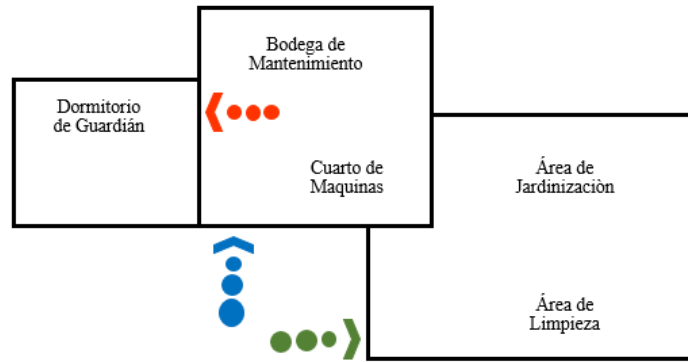 Bodega de
Mantenimiento
Dormitorio
de Guardián
Cuarto de
Maquinas
Área de
Jardinizaciòn
Área de
Limpieza